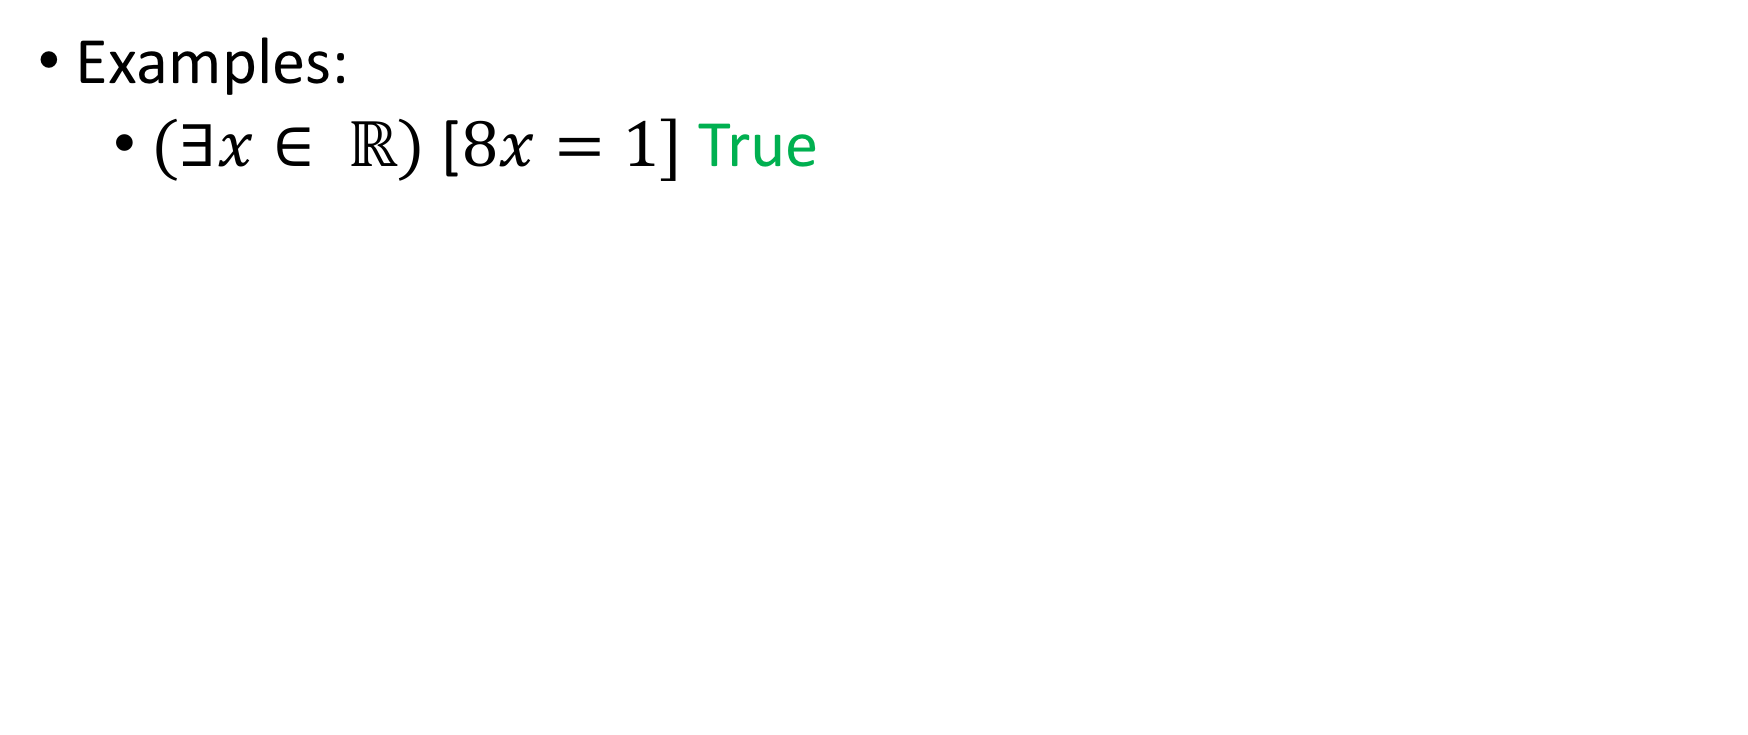 • Examples:
• (∃𝑥 ∈ ℝ) [8𝑥 = 1] True